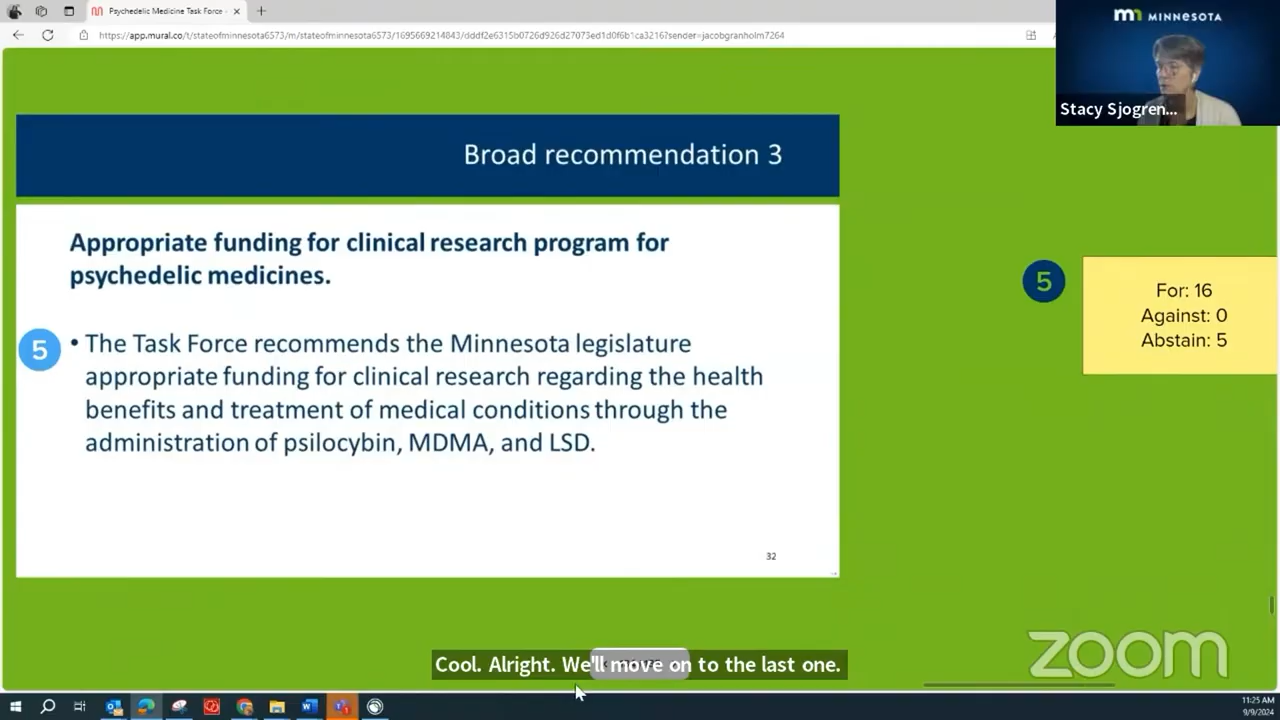 Psychedelic Medicine Task Force
https://app.mural.co/t/stateofminnesota6573/m/stateofminnesota6573/1695669214843/dddf2e6315b0726d926d27073ed1d0f6b1ca3216?sender=jacobgranholm7264
MINNESOTA
Stacy Sjogren...
Broad recommendation 3
Appropriate funding for clinical research program for
psychedelic medicines.
5
• The Task Force recommends the Minnesota legislature
appropriate funding for clinical research regarding the health
benefits and treatment of medical conditions through the
administration of psilocybin, MDMA, and LSD.
32
5
For: 16
Against: 0
Abstain: 5
Cool. Alright. We'll move on to the last one.
zoom
11:25 AM
9/9/2024